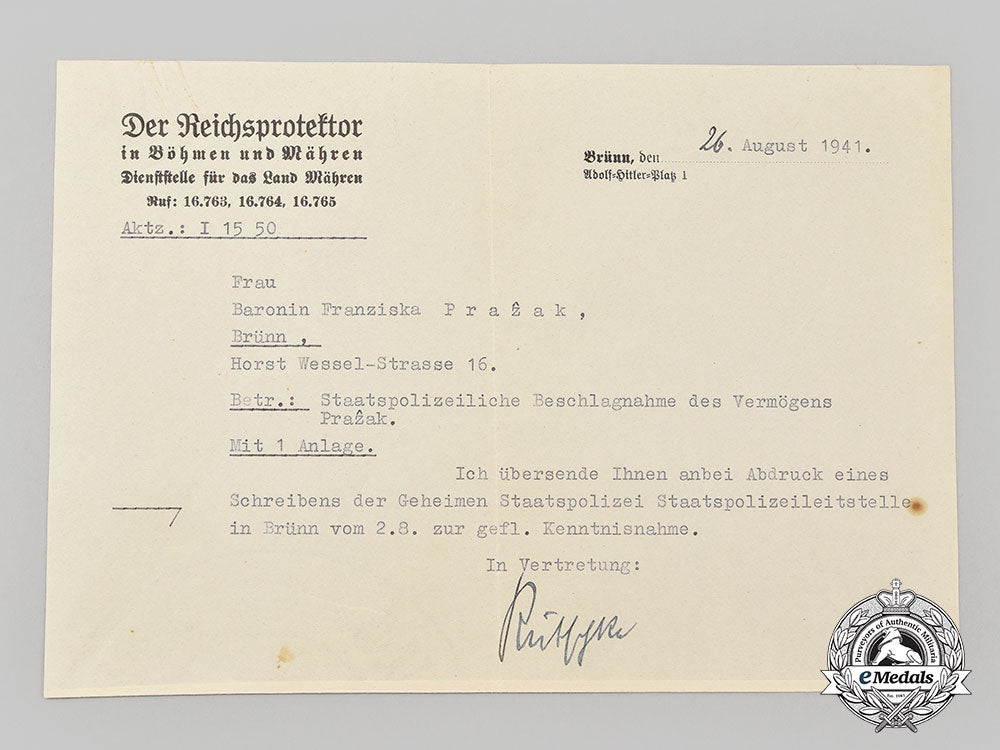 Der Reichsprotektor
in Böhmen und Mähren
Dienststelle für das Land Mähren
Ruf: 16.763, 16.764, 16.765
Aktz.: I 15 50
Brünn, den 26. August 1941.
Adolf-Hitler-Platz 1
Frau
Baronin Franziska P r a ẑ a k ,
Brünn ,
Horst Wessel-Strasse 16.
Betr.: Staatspolizeiliche Beschlagnahme des Vermögens
Praẑak.
Mit 1 Anlage.
Ich übersende Ihnen anbei Abdruck eines
Schreibens der Geheimen Staatspolizei Staatspolizeileitstelle
in Brünn vom 2.8. zur gefl. Kenntnisnahme.
In Vertretung:
Purveyors of Authentic Militaria
eMedals